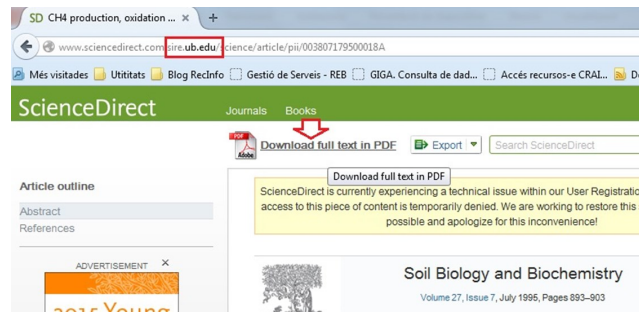 SD CH4 production, oxidation ... × +
www.sciencedirect.com.sire.ub.edu/science/article/pii/003807179500018A
Més visitades Utititats Blog RecInfo Gestió de Serveis - REB GIGA. Consulta de dad... Accés recursos-e CRAI...
ScienceDirect Journals Books
PDF Adobe Download full text in PDF Export Search ScienceDirect
Download full text in PDF
Article outline
ScienceDirect is currently experiencing a technical issue within our User Registratio
Abstract
access to this piece of content is temporarily denied. We are working to restore this
References
possible and apologize for this inconvenience!
ADVERTISEMENT ×
Soil Biology and Biochemistry
Volume 27, Issue 7, July 1995, Pages 893–903
2015 Young